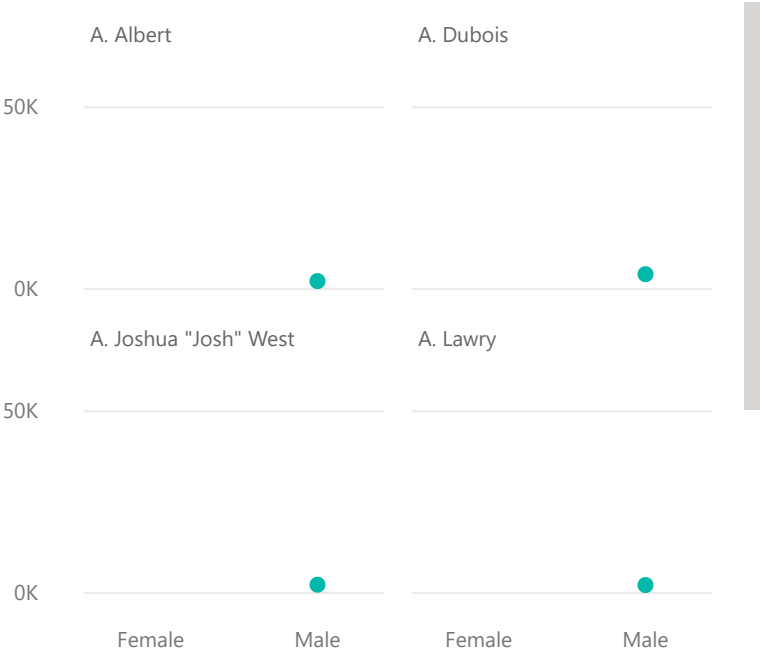 A. Albert
A. Dubois
50K
0K
A. Joshua "Josh" West
A. Lawry
50K
0K
Female
Male
Female
Male